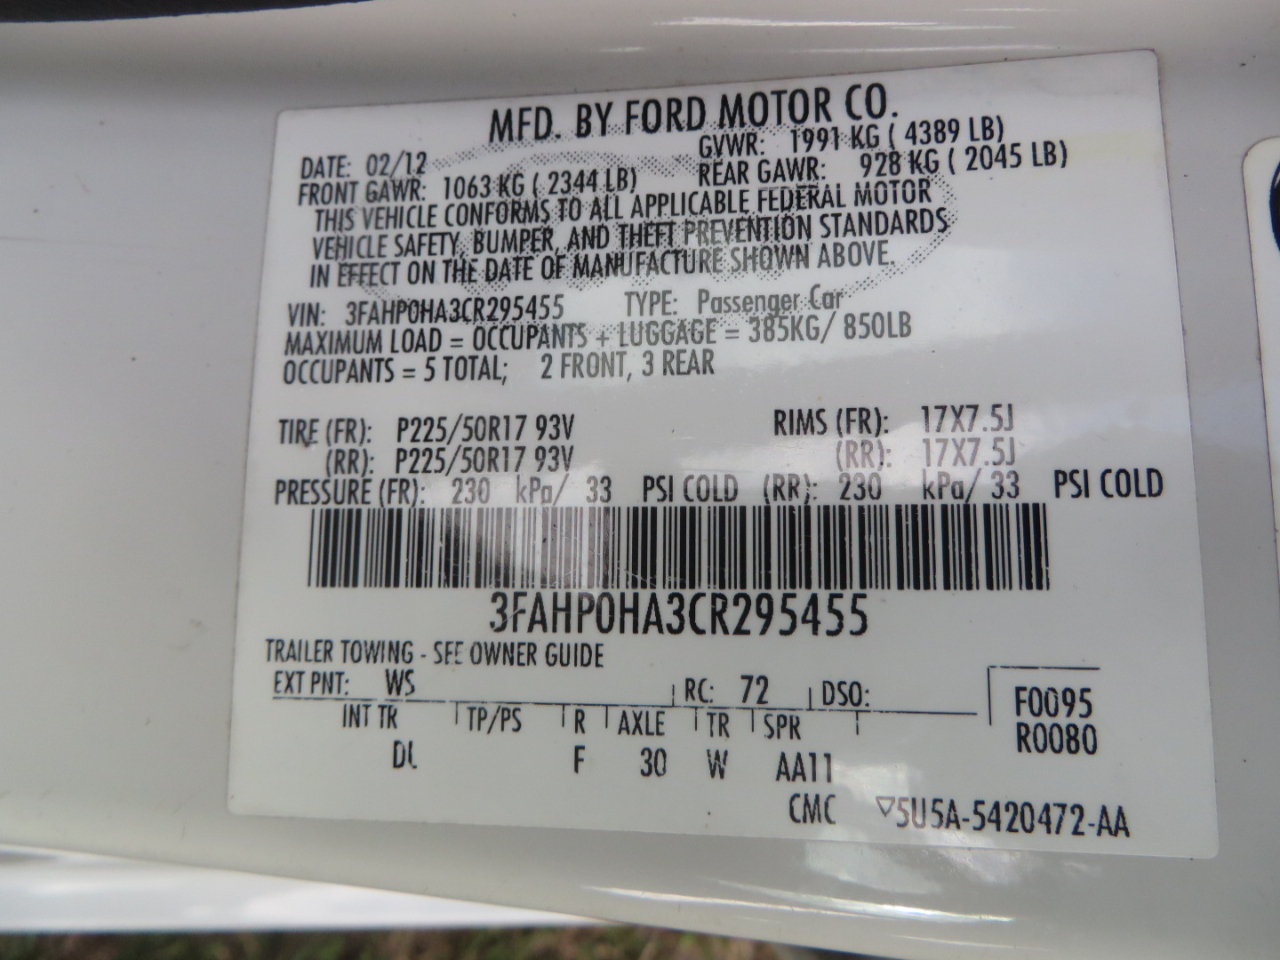 MFD. BY FORD MOTOR CO.
DATE: 02/12 GVWR: 1991 KG ( 4389 LB)
FRONT GAWR: 1063 KG ( 2344 LB) REAR GAWR: 928 KG ( 2045 LB)
THIS VEHICLE CONFORMS TO ALL APPLICABLE FEDERAL MOTOR
VEHICLE SAFETY, BUMPER, AND THEFT PREVENTION STANDARDS
IN EFFECT ON THE DATE OF MANUFACTURE SHOWN ABOVE.
VIN: 3FAHP0HA3CR295455 TYPE: Passenger Car
MAXIMUM LOAD = OCCUPANTS + LUGGAGE = 385KG/ 850LB
OCCUPANTS = 5 TOTAL; 2 FRONT, 3 REAR
TIRE (FR): P225/50R17 93V RIMS (FR): 17X7.5J
(RR): P225/50R17 93V (RR): 17X7.5J
PRESSURE (FR): 230 kPa/ 33 PSI COLD (RR): 230 kPa/ 33 PSI COLD
3FAHP0HA3CR295455
TRAILER TOWING - SEE OWNER GUIDE
EXT PNT: WS RC: 72 DSO:
INT TR TP/PS R AXLE TR SPR
F0095
R0080
DL F 30 W AA11
CMC ▽5U5A-5420472-AA